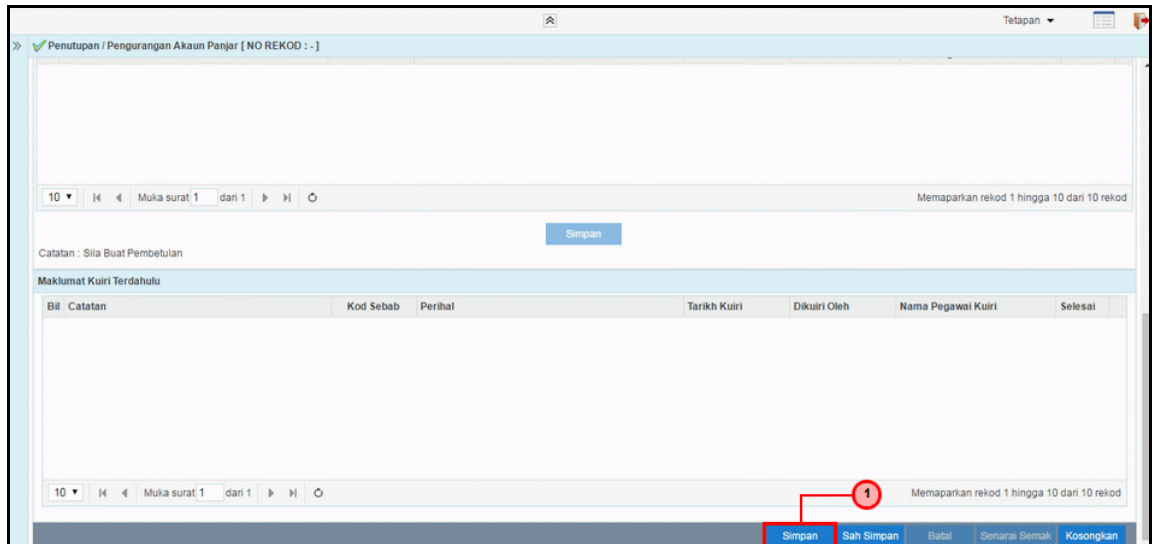 Tetapan
Penutupan / Pengurangan Akaun Panjar [ NO REKOD : - ]
10 Muka surat 1 dari 1 Memaparkan rekod 1 hingga 10 dari 10 rekod
Simpan
Catatan : Sila Buat Pembetulan
Maklumat Kuiri Terdahulu
Bil Catatan Kod Sebab Perihal Tarikh Kuiri Dikuiri Oleh Nama Pegawai Kuiri Selesai
10 Muka surat 1 dari 1 Memaparkan rekod 1 hingga 10 dari 10 rekod
1
Simpan Sah Simpan Batal Senarai Semak Kosongkan